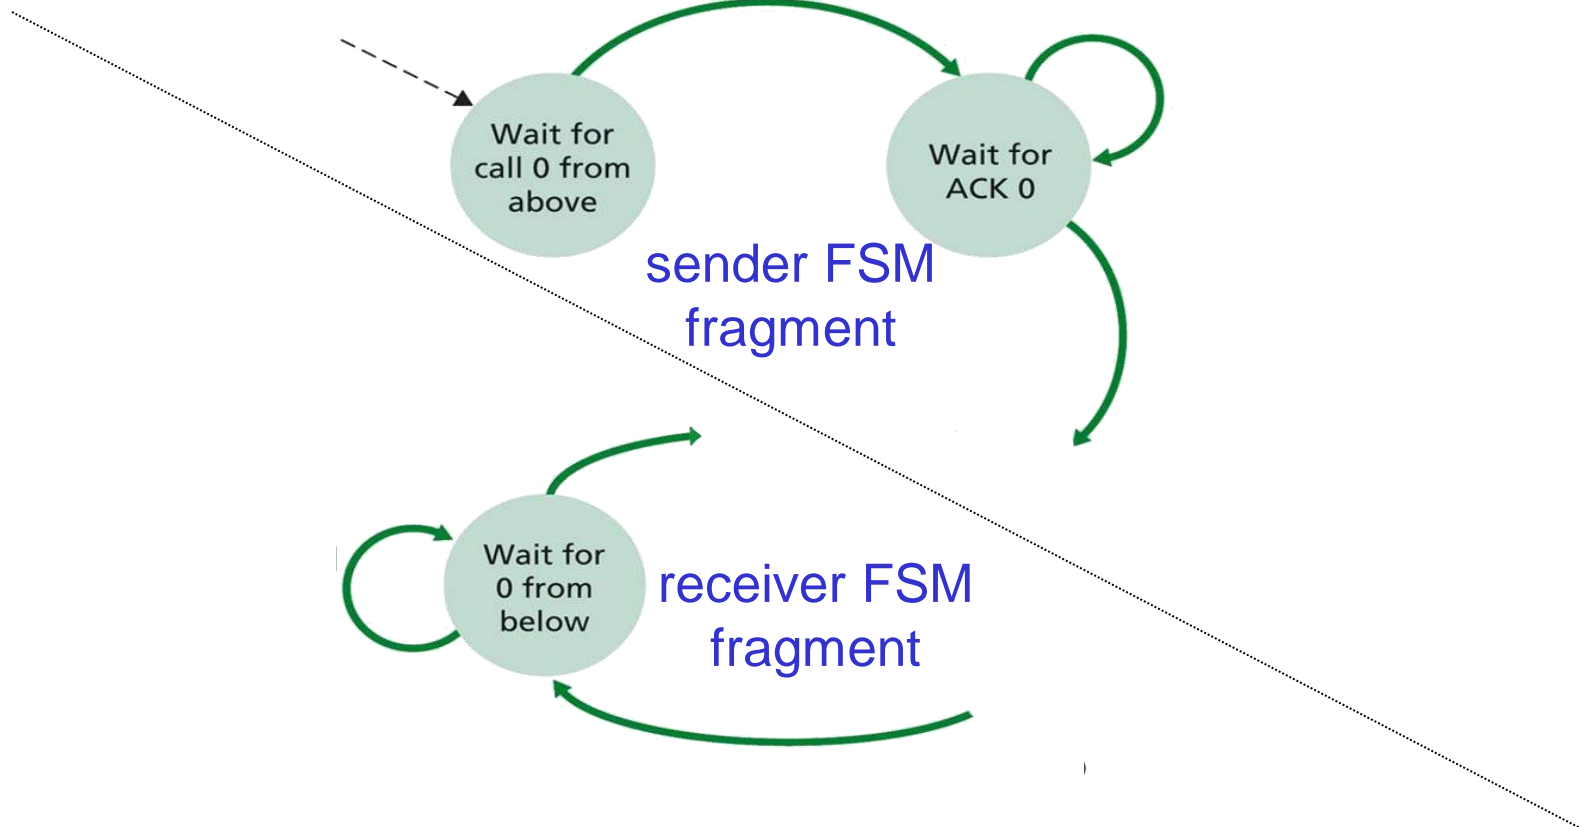 Wait for
call 0 from
above
Wait for
ACK 0
sender FSM
fragment
Wait for
0 from
below
receiver FSM
fragment